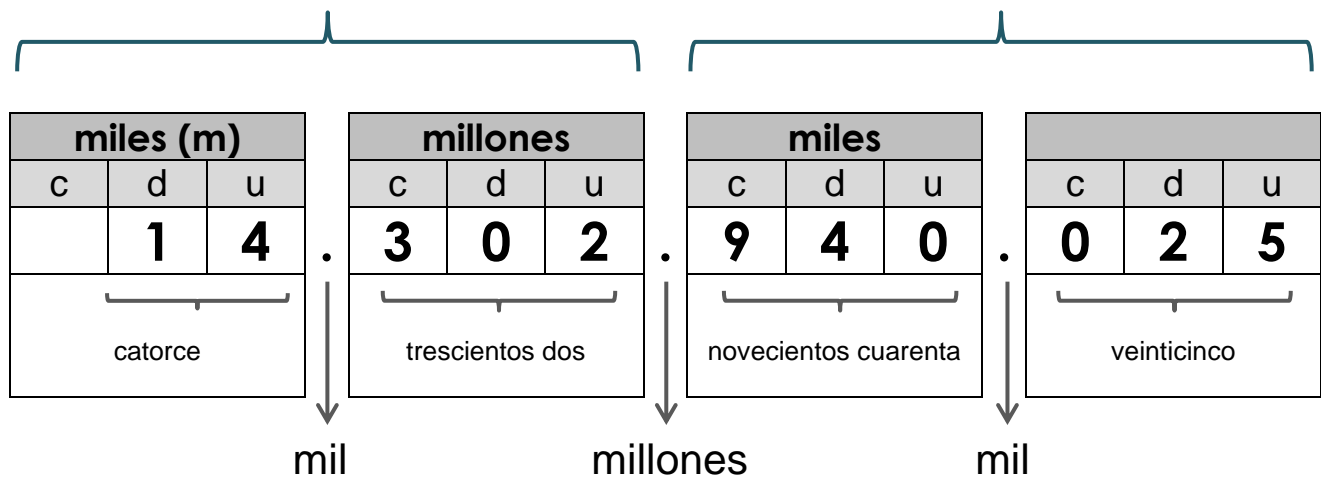 miles (m) millones miles
c d u c d u c d u c d u
1 4 . 3 0 2 . 9 4 0 . 0 2 5
catorce trescientos dos novecientos cuarenta veinticinco
mil millones mil